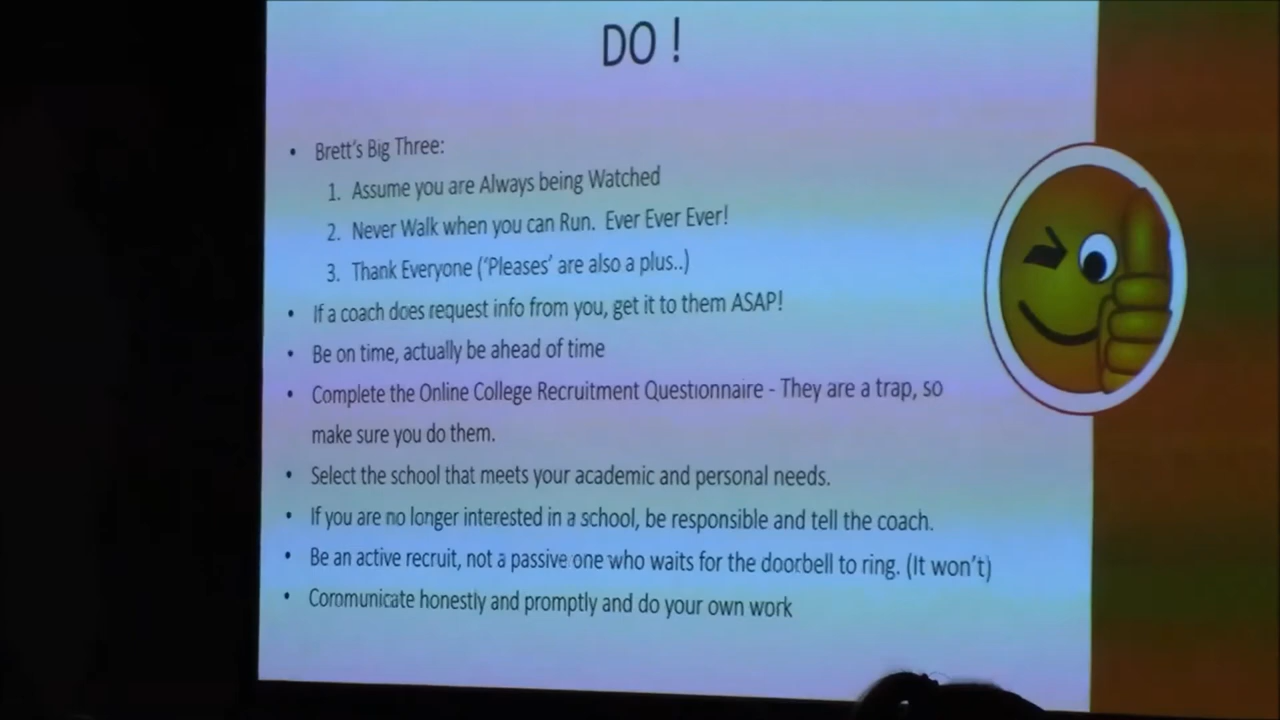 DO !
• Brett's Big Three:
1. Assume you are Always being Watched
2. Never Walk when you can Run. Ever Ever Ever!
3. Thank Everyone ('Pleases' are also a plus..)
• If a coach does request info from you, get it to them ASAP!
• Be on time, actually be ahead of time
• Complete the Online College Recruitment Questionnaire - They are a trap, so
make sure you do them.
• Select the school that meets your academic and personal needs.
• If you are no longer interested in a school, be responsible and tell the coach.
• Be an active recruit, not a passive one who waits for the doorbell to ring. (It won't)
• Communicate honestly and promptly and do your own work